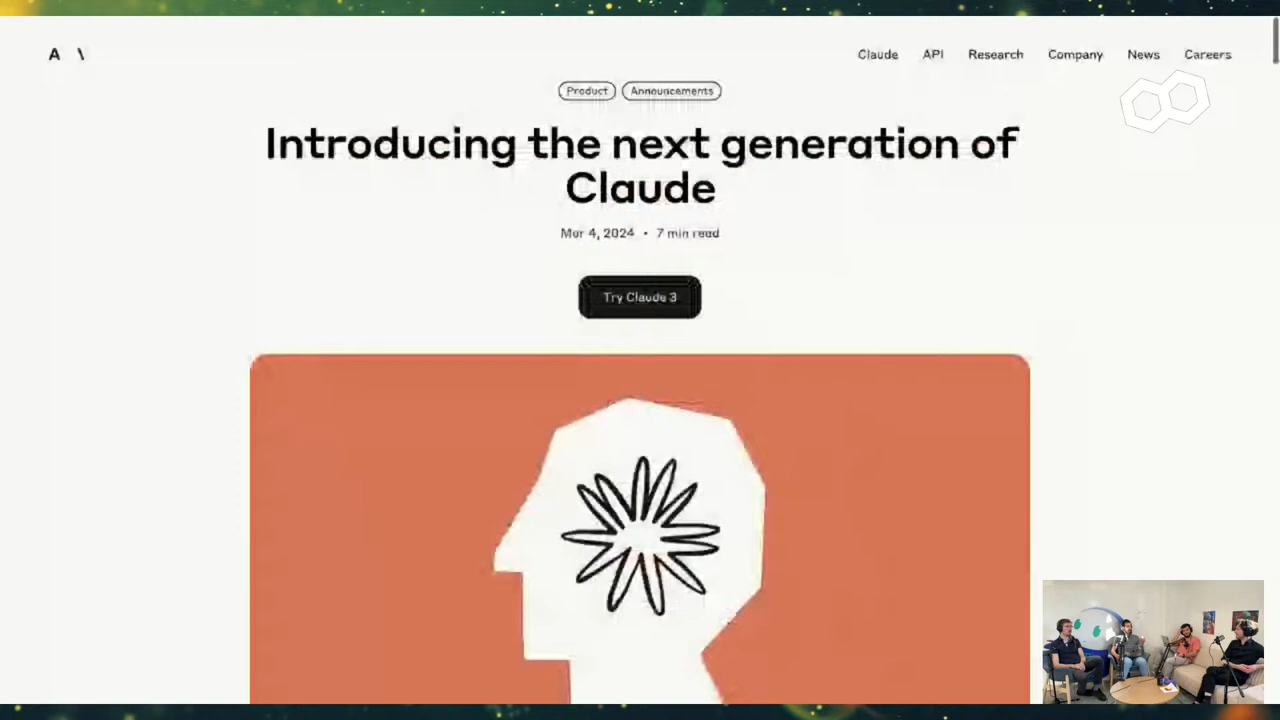 A \
Claude API Research Company News Careers
Product Announcements
Introducing the next generation of
Claude
Mar 4, 2024 • 7 min read
Try Claude 3